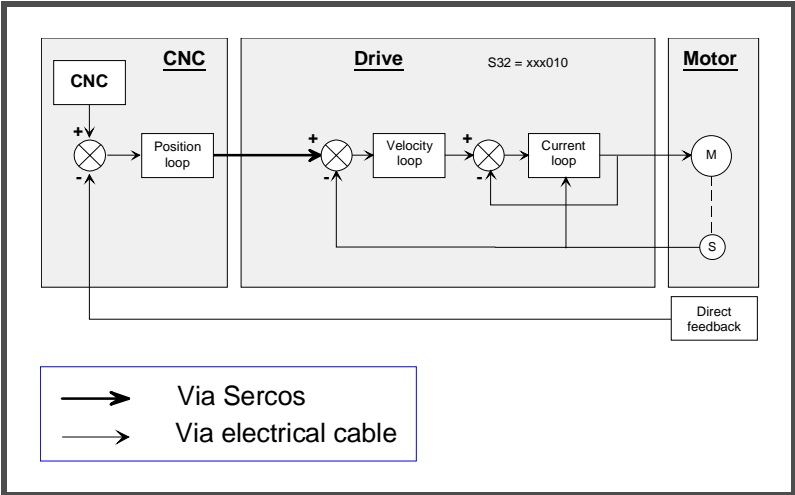 CNC
Drive
S32 = xxx010
Motor
CNC
+
-
Position
loop
+
-
Velocity
loop
+
-
Current
loop
M
S
Direct
feedback
Via Sercos
Via electrical cable